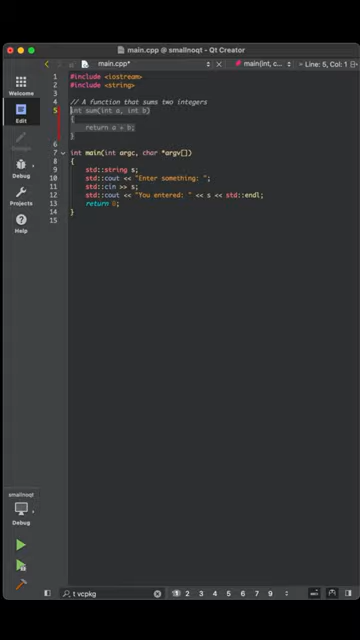 main.cpp @ smallnoqt - Qt Creator
main.cpp*
main(int, c...
Line: 5, Col: 1
Welcome
Edit
Design
Debug
Projects
Help
1 #include <iostream>
2 #include <string>
3
4 // A function that sums two integers
5 int sum(int a, int b)
{
return a + b;
}
6
7 int main(int argc, char *argv[])
8 {
9 std::string s;
10 std::cout << "Enter something: ";
11 std::cin >> s;
12 std::cout << "You entered: " << s << std::endl;
13 return 0;
14 }
15
smallnoqt
Debug
t vcpkg
1 2 3 4 5 6 7 9